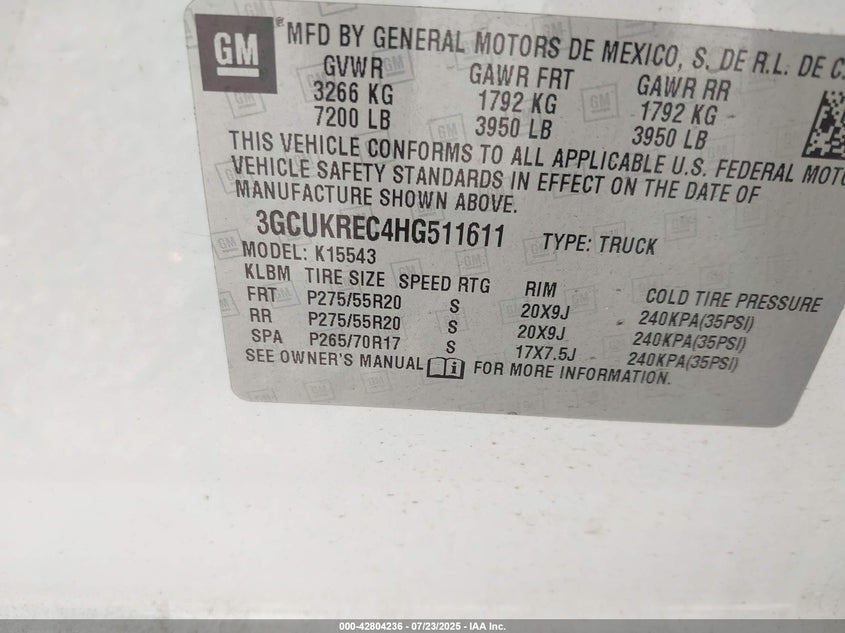 GM
® MFD BY GENERAL MOTORS DE MEXICO, S. DE R.L. DE C.
GVWR GAWR FRT GAWR RR
3266 KG 1792 KG 1792 KG
7200 LB 3950 LB 3950 LB
THIS VEHICLE CONFORMS TO ALL APPLICABLE U.S. FEDERAL MOTO
VEHICLE SAFETY STANDARDS IN EFFECT ON THE DATE OF
MANUFACTURE SHOWN ABOVE.
3GCUKREC4HG511611 TYPE: TRUCK
MODEL: K15543
KLBM TIRE SIZE SPEED RTG RIM COLD TIRE PRESSURE
FRT P275/55R20 S 20X9J 240KPA(35PSI)
RR P275/55R20 S 20X9J 240KPA(35PSI)
SPA P265/70R17 S 17X7.5J 240KPA(35PSI)
SEE OWNER'S MANUAL FOR MORE INFORMATION.
000-42804236 - 07/23/2025 - IAA Inc.